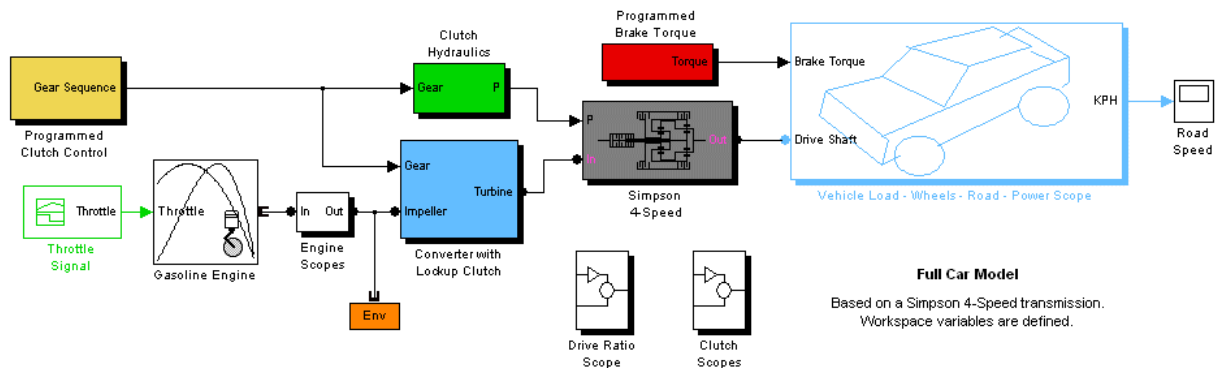 Programmed
Brake Torque
Clutch
Hydraulics
Torque
Brake Torque
Gear Sequence
Gear
P
KPH
P
Out
Drive Shaft
Road
Speed
Programmed
Clutch Control
In
Gear
Turbine
Impeller
Simpson
4-Speed
Vehicle Load - Wheels - Road - Power Scope
Throttle
Throttle
In
Out
Throttle
Signal
Gasoline Engine
Engine
Scopes
Converter with
Lookup Clutch
Env
Full Car Model
Based on a Simpson 4-Speed transmission.
Workspace variables are defined.
Drive Ratio
Scope
Clutch
Scopes